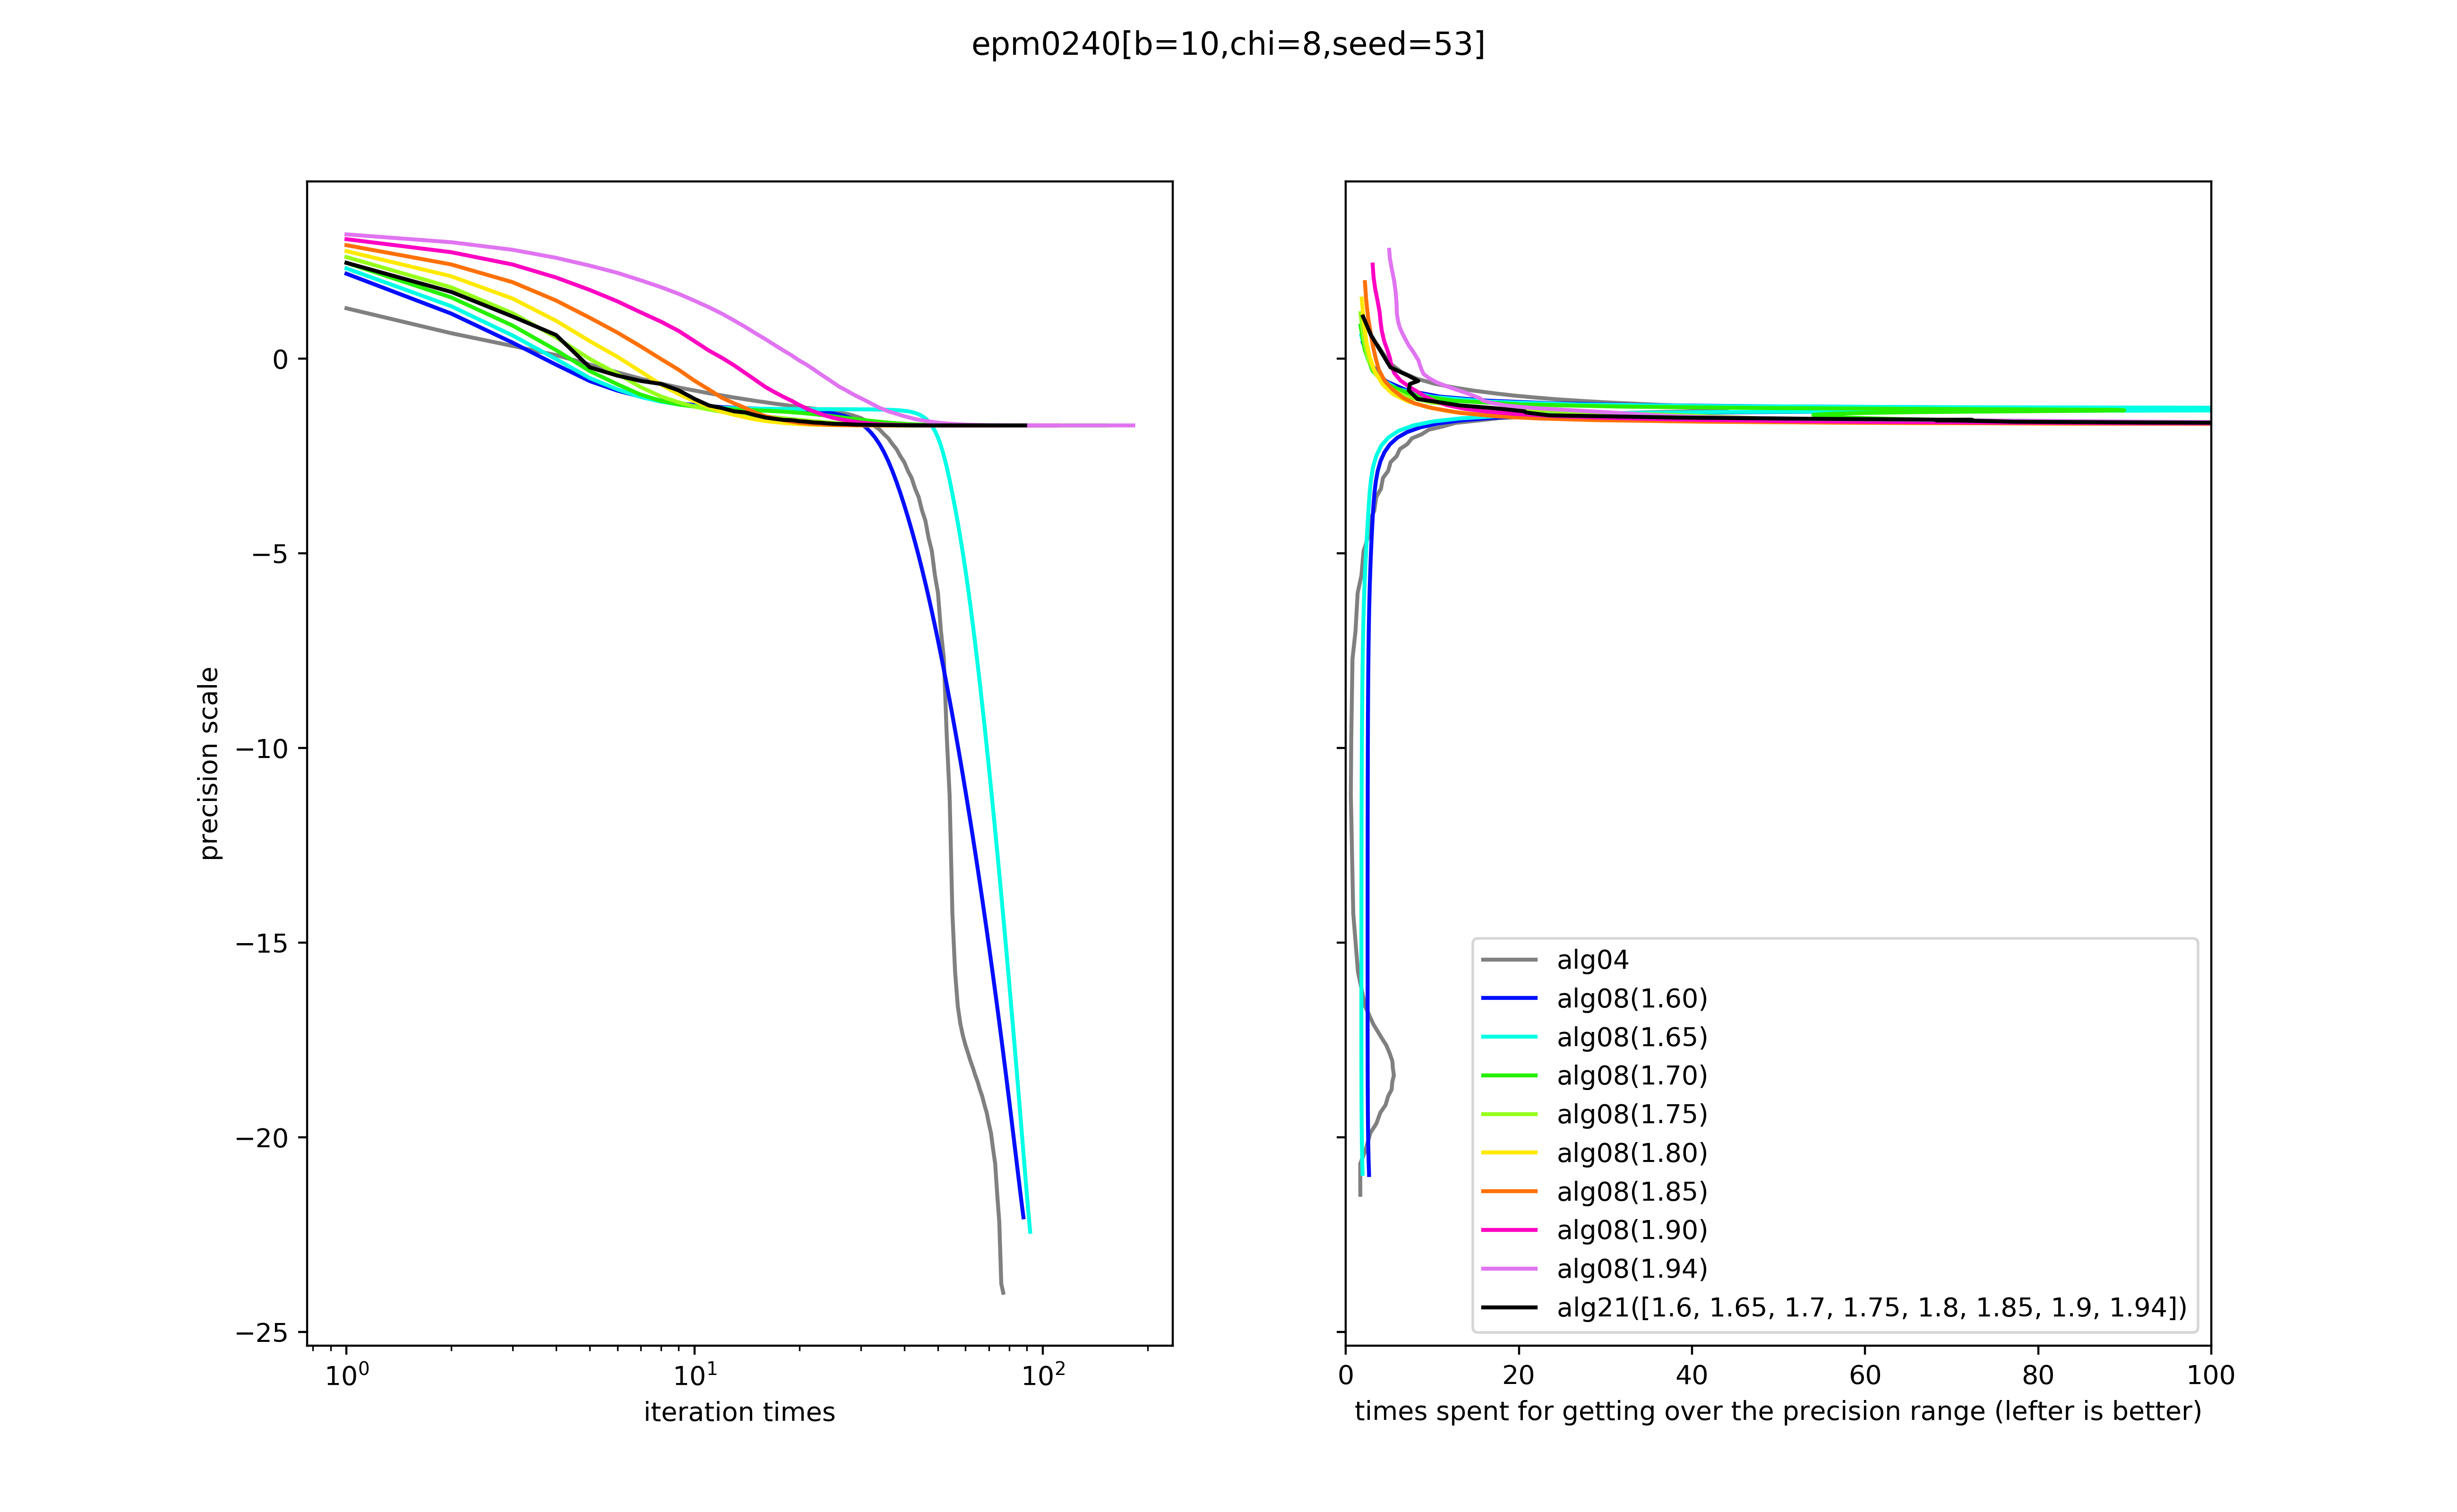 epm0240[b=10,chi=8,seed=53]
precision scale
0
−5
−10
−15
−20
−25
10⁰
10¹
10²
iteration times
0
20
40
60
80
100
times spent for getting over the precision range (lefter is better)
alg04
alg08(1.60)
alg08(1.65)
alg08(1.70)
alg08(1.75)
alg08(1.80)
alg08(1.85)
alg08(1.90)
alg08(1.94)
alg21([1.6, 1.65, 1.7, 1.75, 1.8, 1.85, 1.9, 1.94])